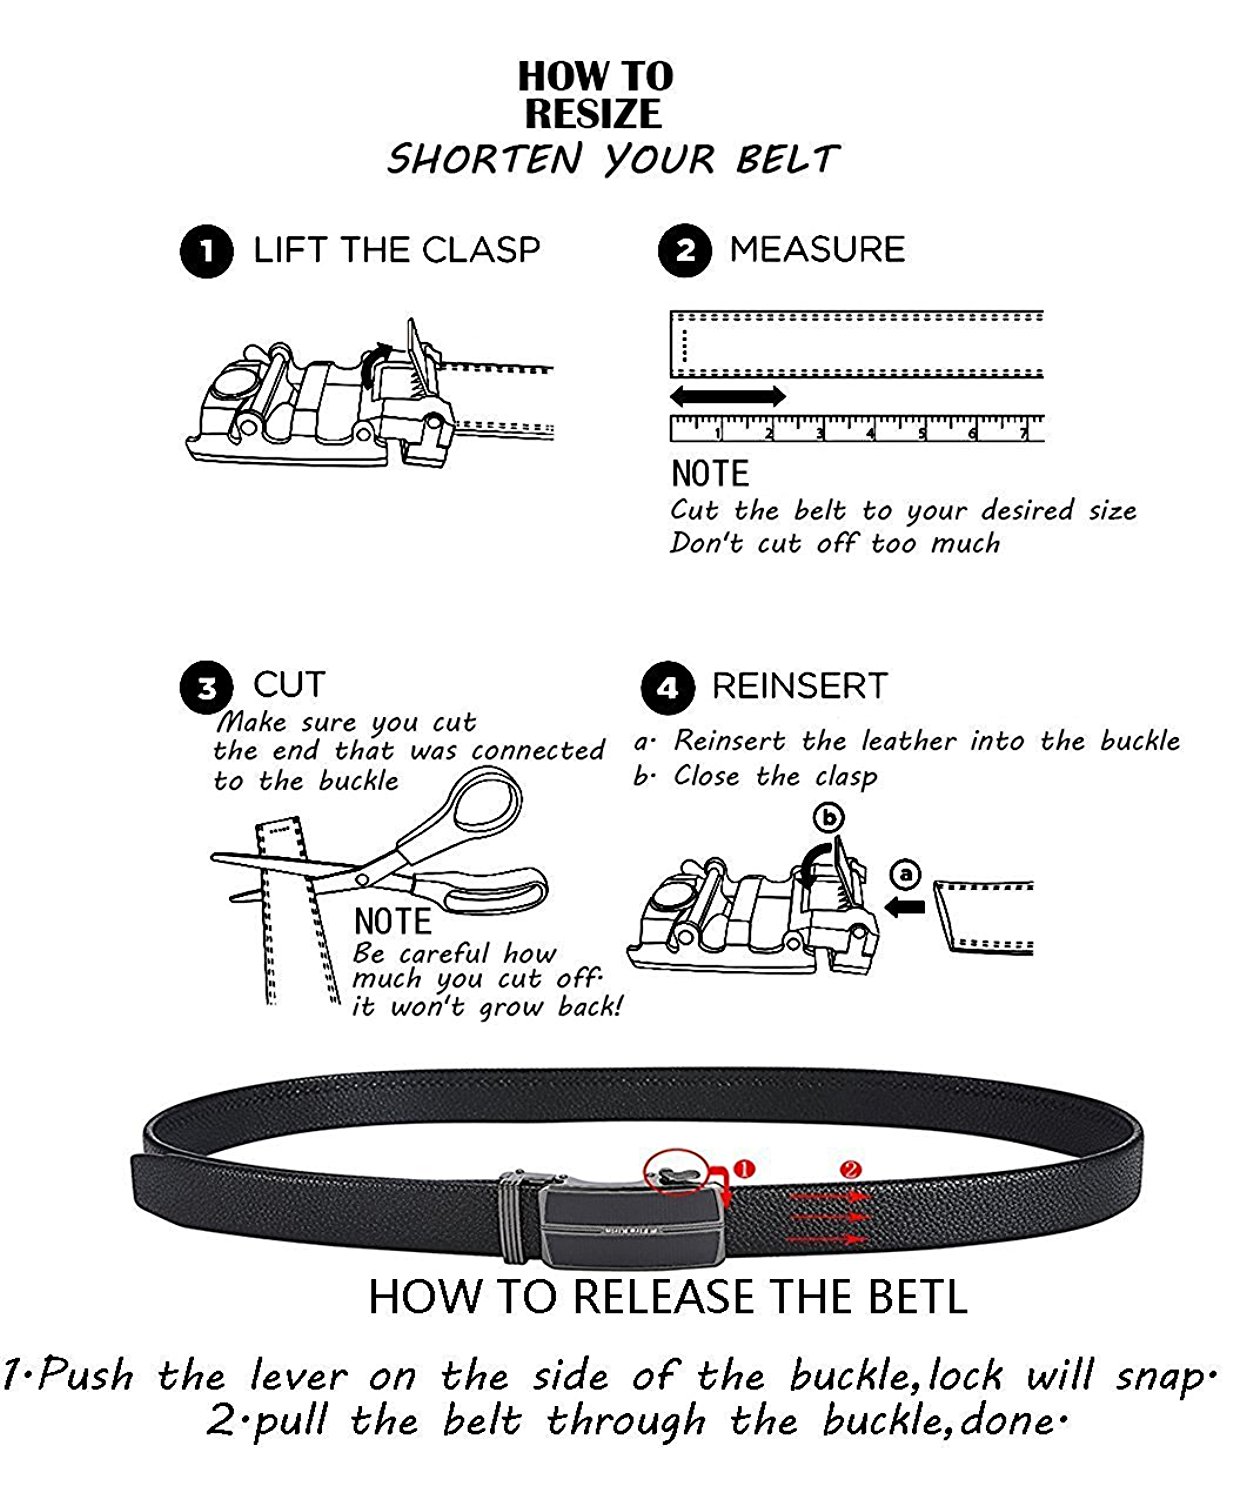 HOW TO
RESIZE
SHORTEN YOUR BELT
1 LIFT THE CLASP
2 MEASURE
1 2 3 4 5 6 7
NOTE
Cut the belt to your desired size
Don't cut off too much
3 CUT
Make sure you cut
the end that was connected
to the buckle
NOTE
Be careful how
much you cut off·
it won't grow back!
4 REINSERT
a· Reinsert the leather into the buckle
b· Close the clasp
b
a
1 2
HOW TO RELEASE THE BETL
1·Push the lever on the side of the buckle,lock will snap·
2·pull the belt through the buckle,done·